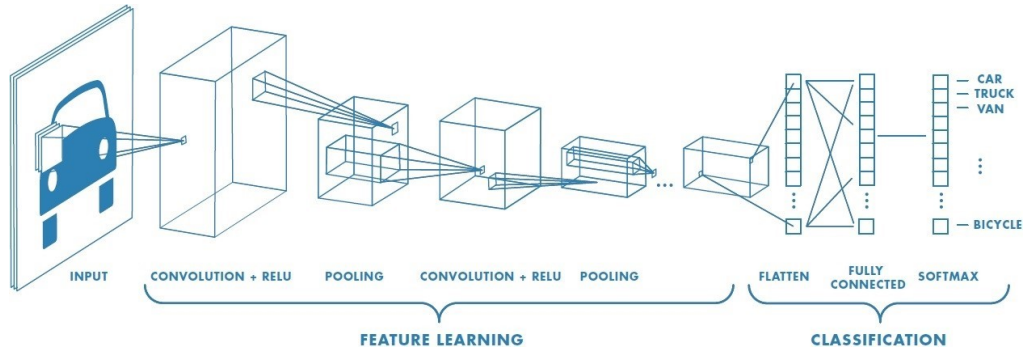 CAR
TRUCK
VAN
BICYCLE
INPUT
CONVOLUTION + RELU
POOLING
CONVOLUTION + RELU
POOLING
FLATTEN
FULLY
CONNECTED
SOFTMAX
FEATURE LEARNING
CLASSIFICATION